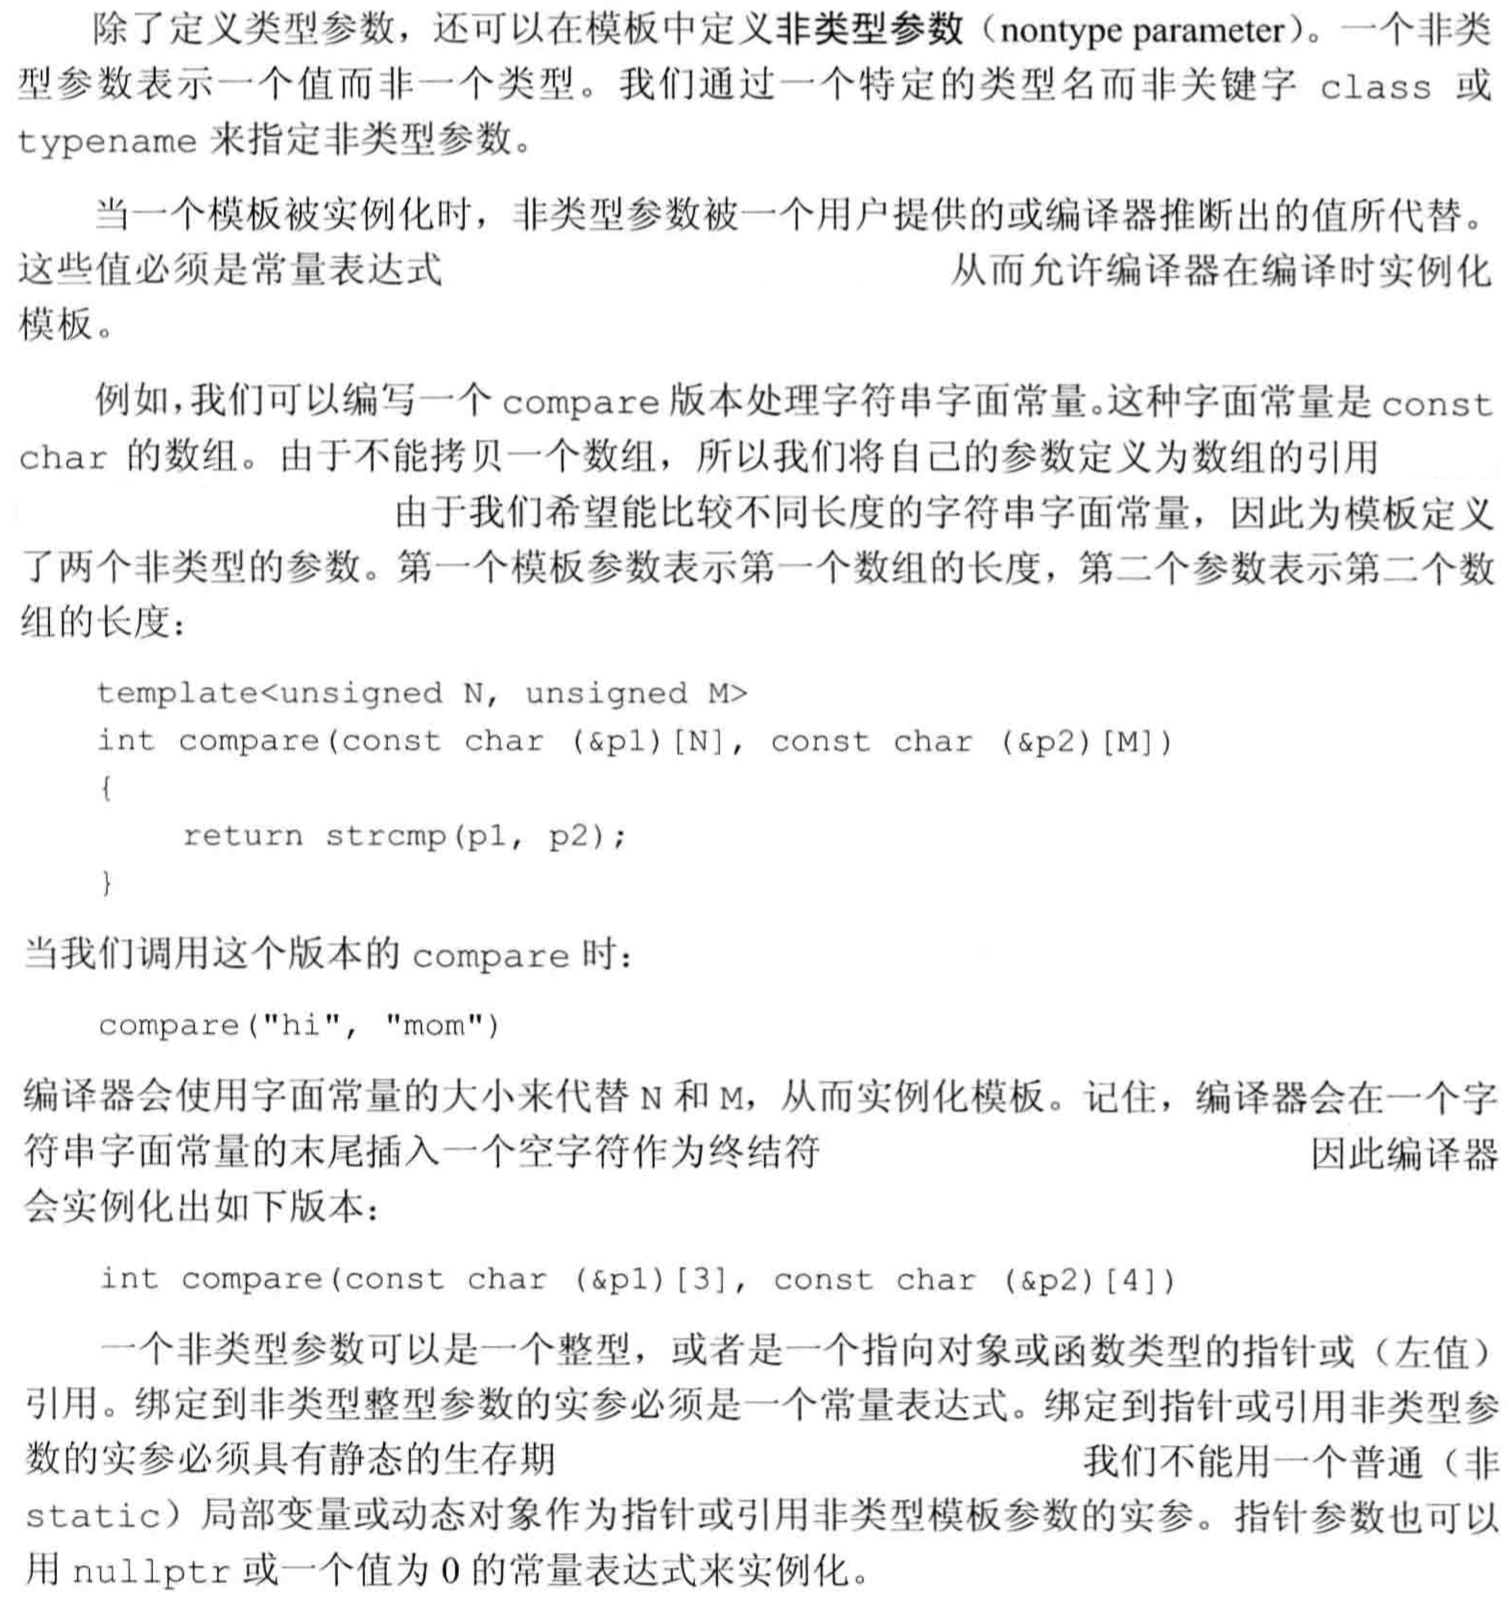 除了定义类型参数，还可以在模板中定义非类型参数（nontype parameter）。一个非类
型参数表示一个值而非一个类型。我们通过一个特定的类型名而非关键字 class 或
typename 来指定非类型参数。
当一个模板被实例化时，非类型参数被一个用户提供的或编译器推断出的值所代替。
这些值必须是常量表达式 从而允许编译器在编译时实例化
模板。
例如，我们可以编写一个 compare 版本处理字符串字面常量。这种字面常量是 const
char 的数组。由于不能拷贝一个数组，所以我们将自己的参数定义为数组的引用
由于我们希望能比较不同长度的字符串字面常量，因此为模板定义
了两个非类型的参数。第一个模板参数表示第一个数组的长度，第二个参数表示第二个数
组的长度：
template<unsigned N, unsigned M>
int compare(const char (&p1)[N], const char (&p2)[M])
{
    return strcmp(p1, p2);
}
当我们调用这个版本的 compare 时：
compare("hi", "mom")
编译器会使用字面常量的大小来代替 N 和 M，从而实例化模板。记住，编译器会在一个字
符串字面常量的末尾插入一个空字符作为终结符 因此编译器
会实例化出如下版本：
int compare(const char (&p1)[3], const char (&p2)[4])
一个非类型参数可以是一个整型，或者是一个指向对象或函数类型的指针或（左值）
引用。绑定到非类型整型参数的实参必须是一个常量表达式。绑定到指针或引用非类型参
数的实参必须具有静态的生存期 我们不能用一个普通（非
static）局部变量或动态对象作为指针或引用非类型模板参数的实参。指针参数也可以
用 nullptr 或一个值为 0 的常量表达式来实例化。